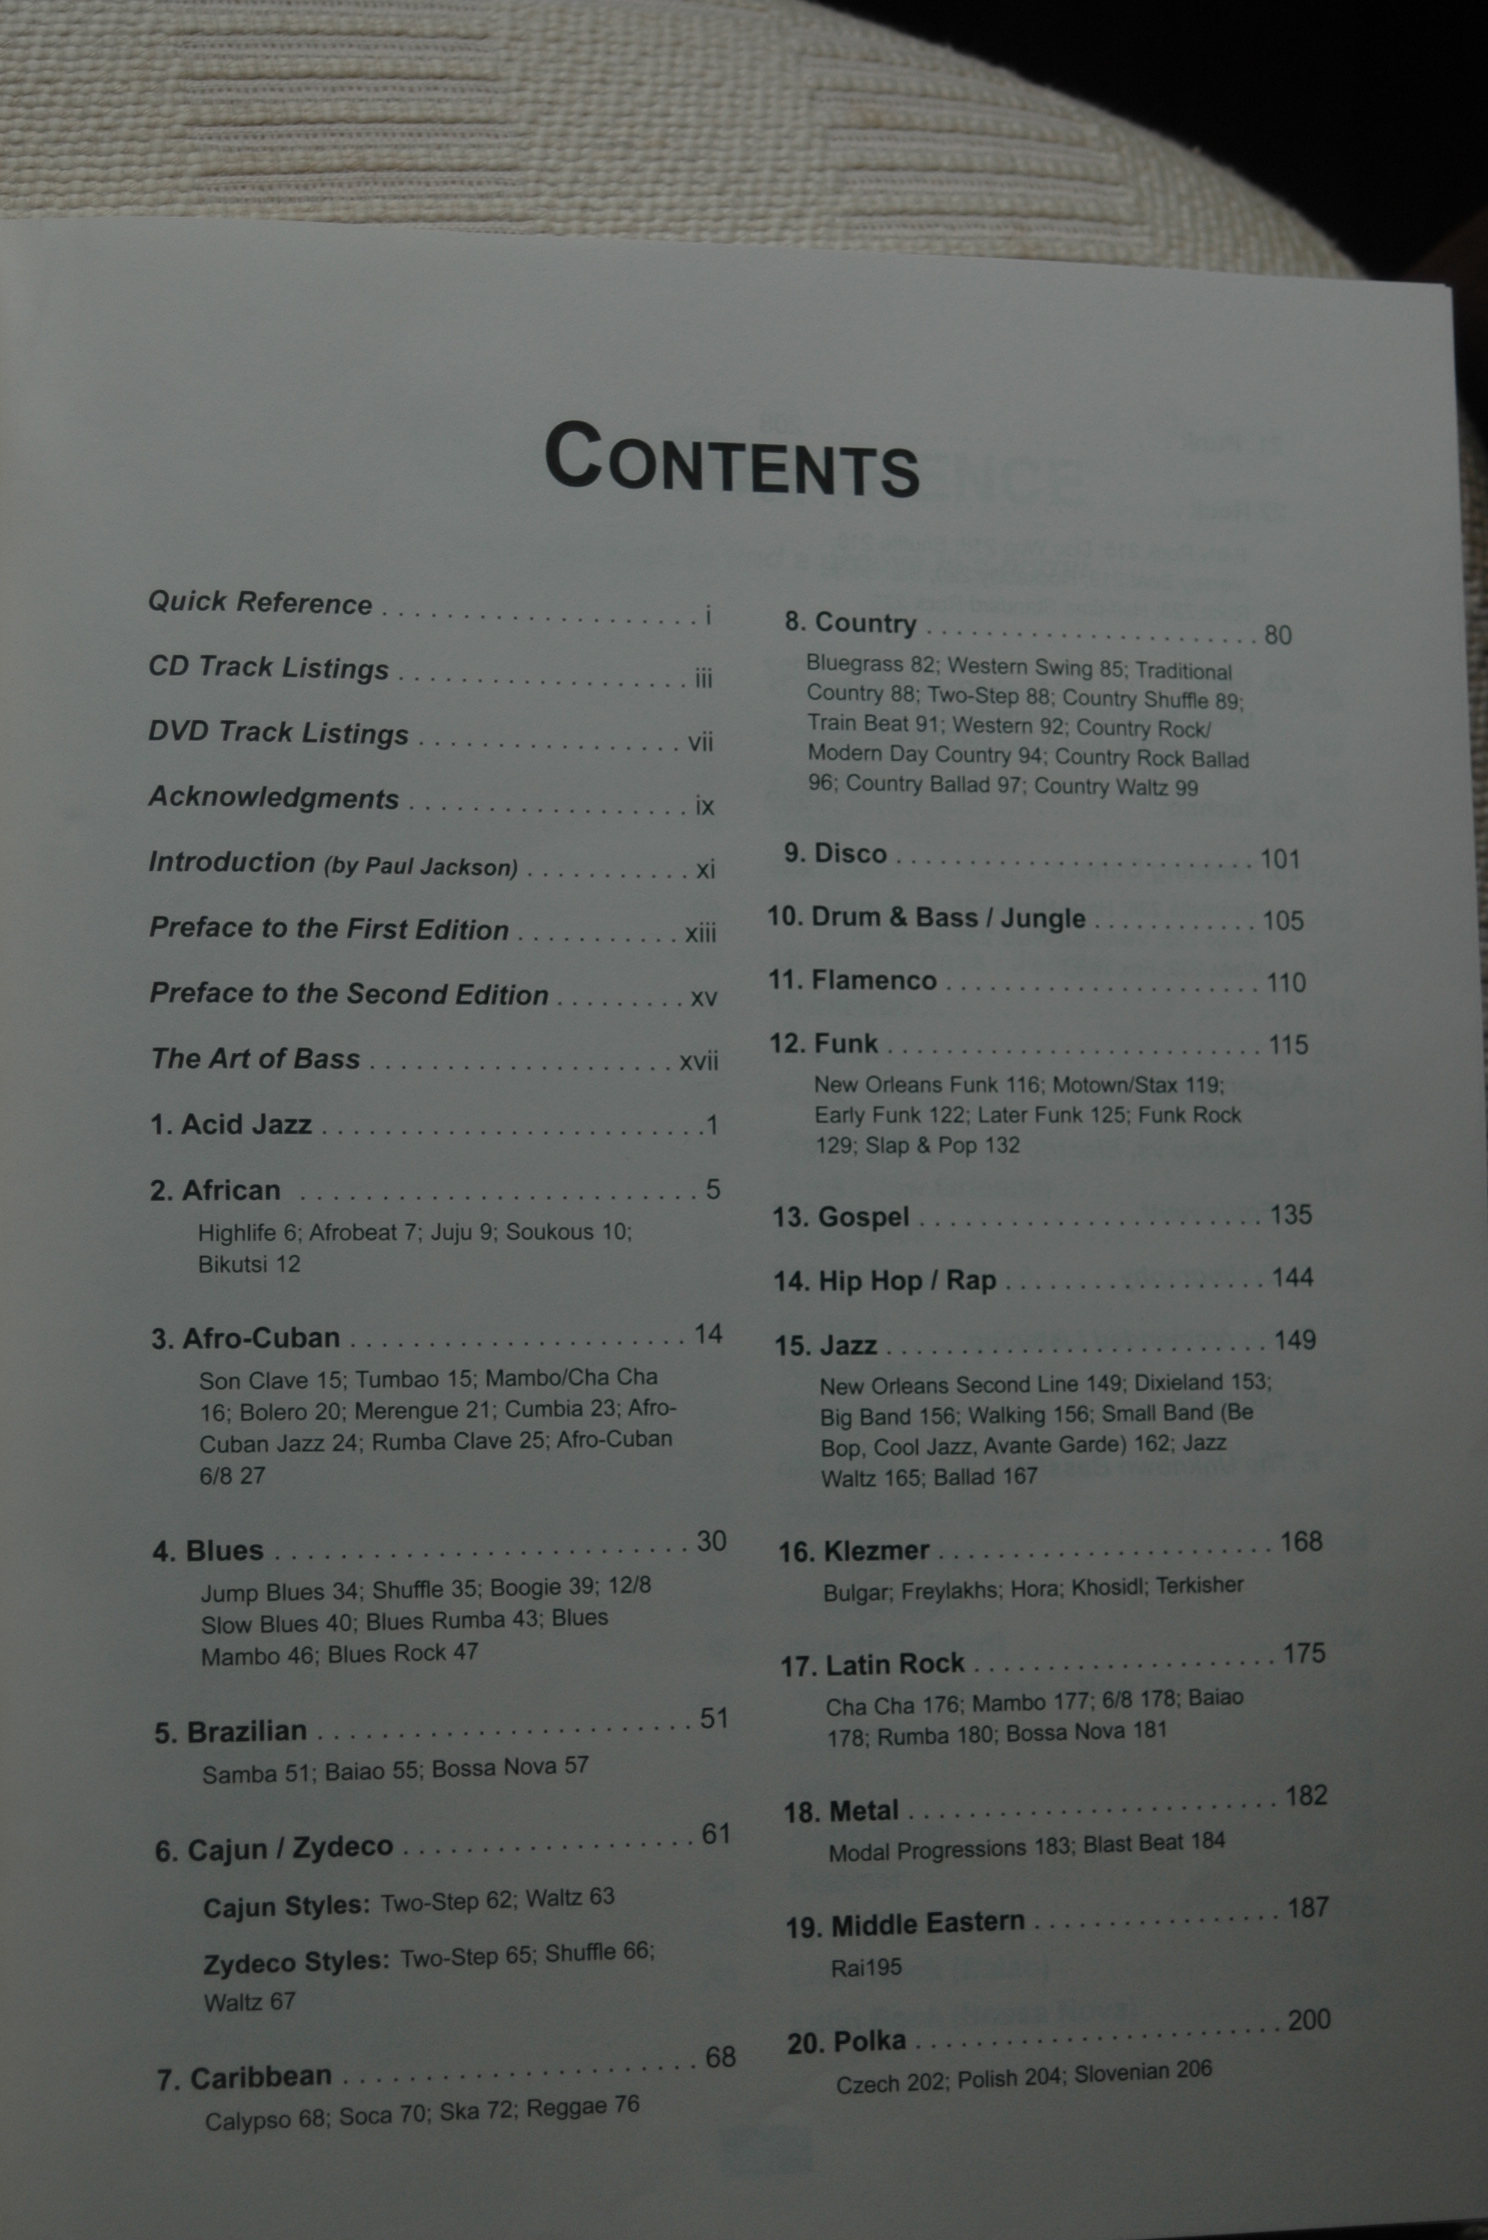 CONTENTS
Quick Reference . . . . . . . . . . . . . . . . . . . . . i
CD Track Listings . . . . . . . . . . . . . . . . . . . iii
DVD Track Listings . . . . . . . . . . . . . . . . . vii
Acknowledgments . . . . . . . . . . . . . . . . . . ix
Introduction (by Paul Jackson) . . . . . . . . . . . xi
Preface to the First Edition . . . . . . . . . . . xiii
Preface to the Second Edition . . . . . . . . . xv
The Art of Bass . . . . . . . . . . . . . . . . . . . . xvii
1. Acid Jazz . . . . . . . . . . . . . . . . . . . . . . . . . .1
2. African . . . . . . . . . . . . . . . . . . . . . . . . . . 5
Highlife 6; Afrobeat 7; Juju 9; Soukous 10;
Bikutsi 12
3. Afro-Cuban . . . . . . . . . . . . . . . . . . . . . . 14
Son Clave 15; Tumbao 15; Mambo/Cha Cha
16; Bolero 20; Merengue 21; Cumbia 23; Afro-
Cuban Jazz 24; Rumba Clave 25; Afro-Cuban
6/8 27
4. Blues . . . . . . . . . . . . . . . . . . . . . . . . . . . 30
Jump Blues 34; Shuffle 35; Boogie 39; 12/8
Slow Blues 40; Blues Rumba 43; Blues
Mambo 46; Blues Rock 47
5. Brazilian . . . . . . . . . . . . . . . . . . . . . . . . 51
Samba 51; Baiao 55; Bossa Nova 57
6. Cajun / Zydeco . . . . . . . . . . . . . . . . . . . 61
Cajun Styles: Two-Step 62; Waltz 63
Zydeco Styles: Two-Step 65; Shuffle 66;
Waltz 67
7. Caribbean . . . . . . . . . . . . . . . . . . . . . . . 68
Calypso 68; Soca 70; Ska 72; Reggae 76
8. Country . . . . . . . . . . . . . . . . . . . . . . . . 80
Bluegrass 82; Western Swing 85; Traditional
Country 88; Two-Step 88; Country Shuffle 89;
Train Beat 91; Western 92; Country Rock/
Modern Day Country 94; Country Rock Ballad
96; Country Ballad 97; Country Waltz 99
9. Disco . . . . . . . . . . . . . . . . . . . . . . . . . 101
10. Drum & Bass / Jungle . . . . . . . . . . . . 105
11. Flamenco . . . . . . . . . . . . . . . . . . . . . . 110
12. Funk . . . . . . . . . . . . . . . . . . . . . . . . . . 115
New Orleans Funk 116; Motown/Stax 119;
Early Funk 122; Later Funk 125; Funk Rock
129; Slap & Pop 132
13. Gospel . . . . . . . . . . . . . . . . . . . . . . . . 135
14. Hip Hop / Rap . . . . . . . . . . . . . . . . . . 144
15. Jazz . . . . . . . . . . . . . . . . . . . . . . . . . . 149
New Orleans Second Line 149; Dixieland 153;
Big Band 156; Walking 156; Small Band (Be
Bop, Cool Jazz, Avante Garde) 162; Jazz
Waltz 165; Ballad 167
16. Klezmer . . . . . . . . . . . . . . . . . . . . . . . 168
Bulgar; Freylakhs; Hora; Khosidl; Terkisher
17. Latin Rock . . . . . . . . . . . . . . . . . . . . . 175
Cha Cha 176; Mambo 177; 6/8 178; Baiao
178; Rumba 180; Bossa Nova 181
18. Metal . . . . . . . . . . . . . . . . . . . . . . . . . 182
Modal Progressions 183; Blast Beat 184
19. Middle Eastern . . . . . . . . . . . . . . . . . 187
Rai195
20. Polka . . . . . . . . . . . . . . . . . . . . . . . . . 200
Czech 202; Polish 204; Slovenian 206